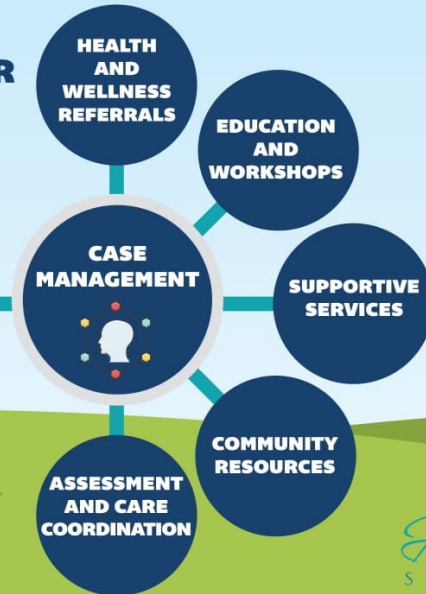 R
HEALTH
AND
WELLNESS
REFERRALS
EDUCATION
AND
WORKSHOPS
CASE
MANAGEMENT
SUPPORTIVE
SERVICES
COMMUNITY
RESOURCES
ASSESSMENT
AND CARE
COORDINATION
S